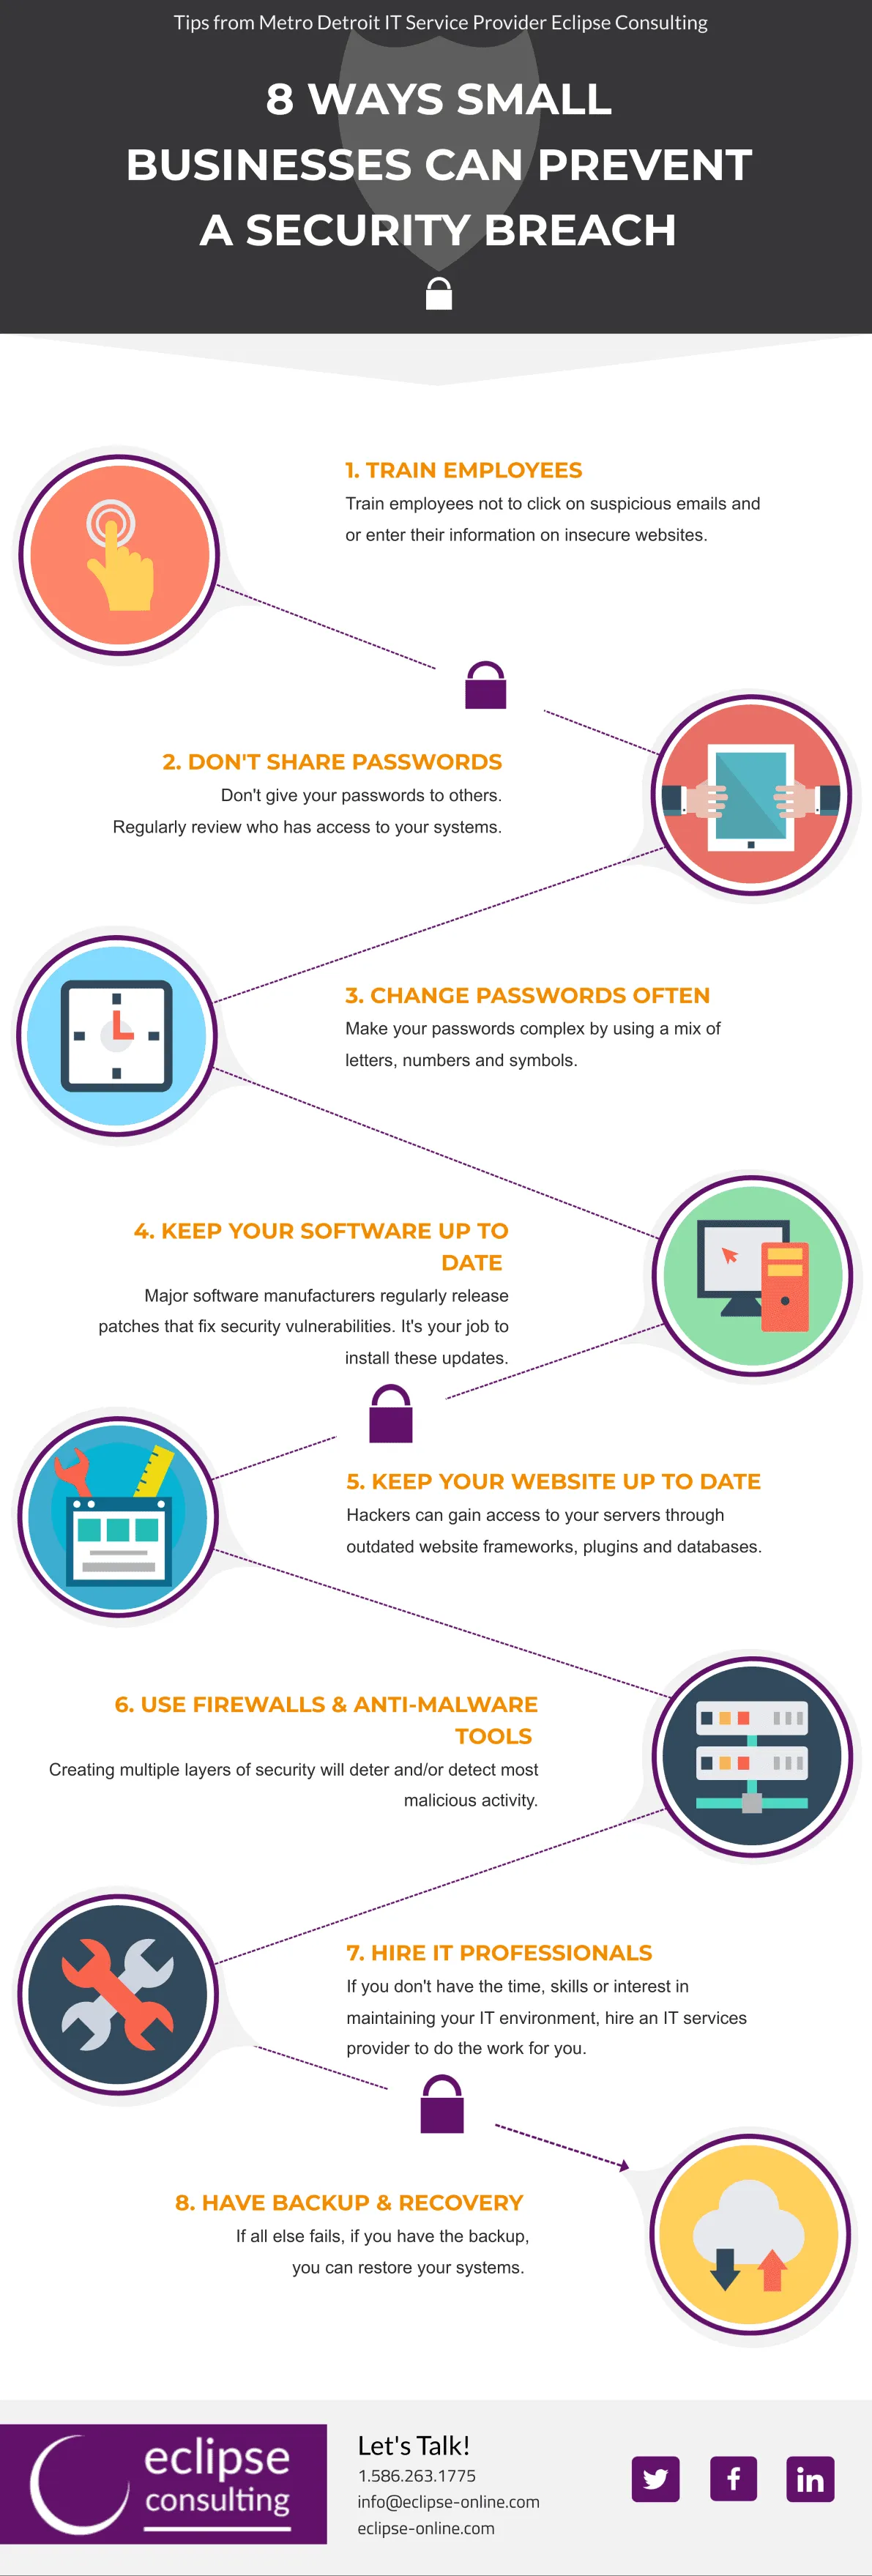 Tips from Metro Detroit IT Service Provider Eclipse Consulting
8 WAYS SMALL
BUSINESSES CAN PREVENT
A SECURITY BREACH
1. TRAIN EMPLOYEES
Train employees not to click on suspicious emails and
or enter their information on insecure websites.
2. DON'T SHARE PASSWORDS
Don't give your passwords to others.
Regularly review who has access to your systems.
3. CHANGE PASSWORDS OFTEN
Make your passwords complex by using a mix of
letters, numbers and symbols.
4. KEEP YOUR SOFTWARE UP TO
DATE
Major software manufacturers regularly release
patches that fix security vulnerabilities. It's your job to
install these updates.
5. KEEP YOUR WEBSITE UP TO DATE
Hackers can gain access to your servers through
outdated website frameworks, plugins and databases.
6. USE FIREWALLS & ANTI-MALWARE
TOOLS
Creating multiple layers of security will deter and/or detect most
malicious activity.
7. HIRE IT PROFESSIONALS
If you don't have the time, skills or interest in
maintaining your IT environment, hire an IT services
provider to do the work for you.
8. HAVE BACKUP & RECOVERY
If all else fails, if you have the backup,
you can restore your systems.
eclipse
consulting
Let's Talk!
1.586.263.1775
info@eclipse-online.com
eclipse-online.com
f
in